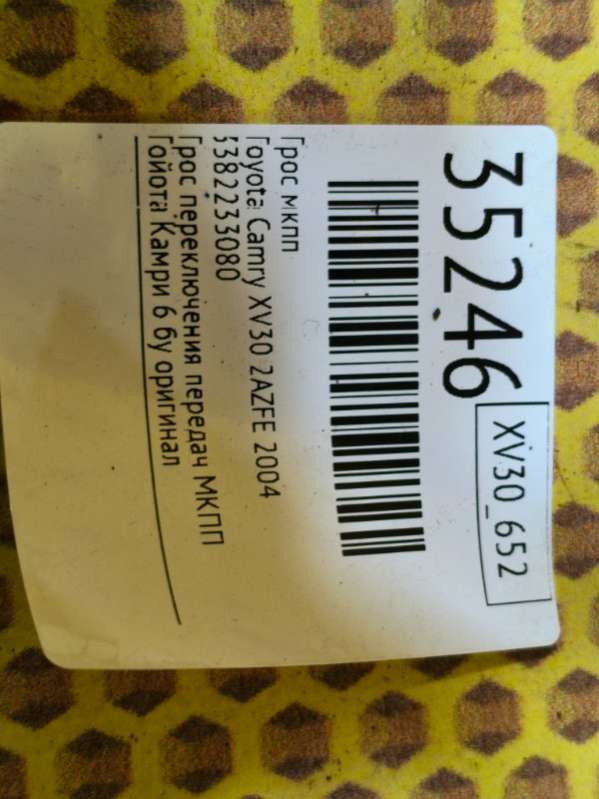 35246
XV30_652
Трос мкпп
Toyota Camry XV30 2AZFE 2004
3382233080
Трос переключения передач МКПП
Тойота Камри 6 бу оригинал